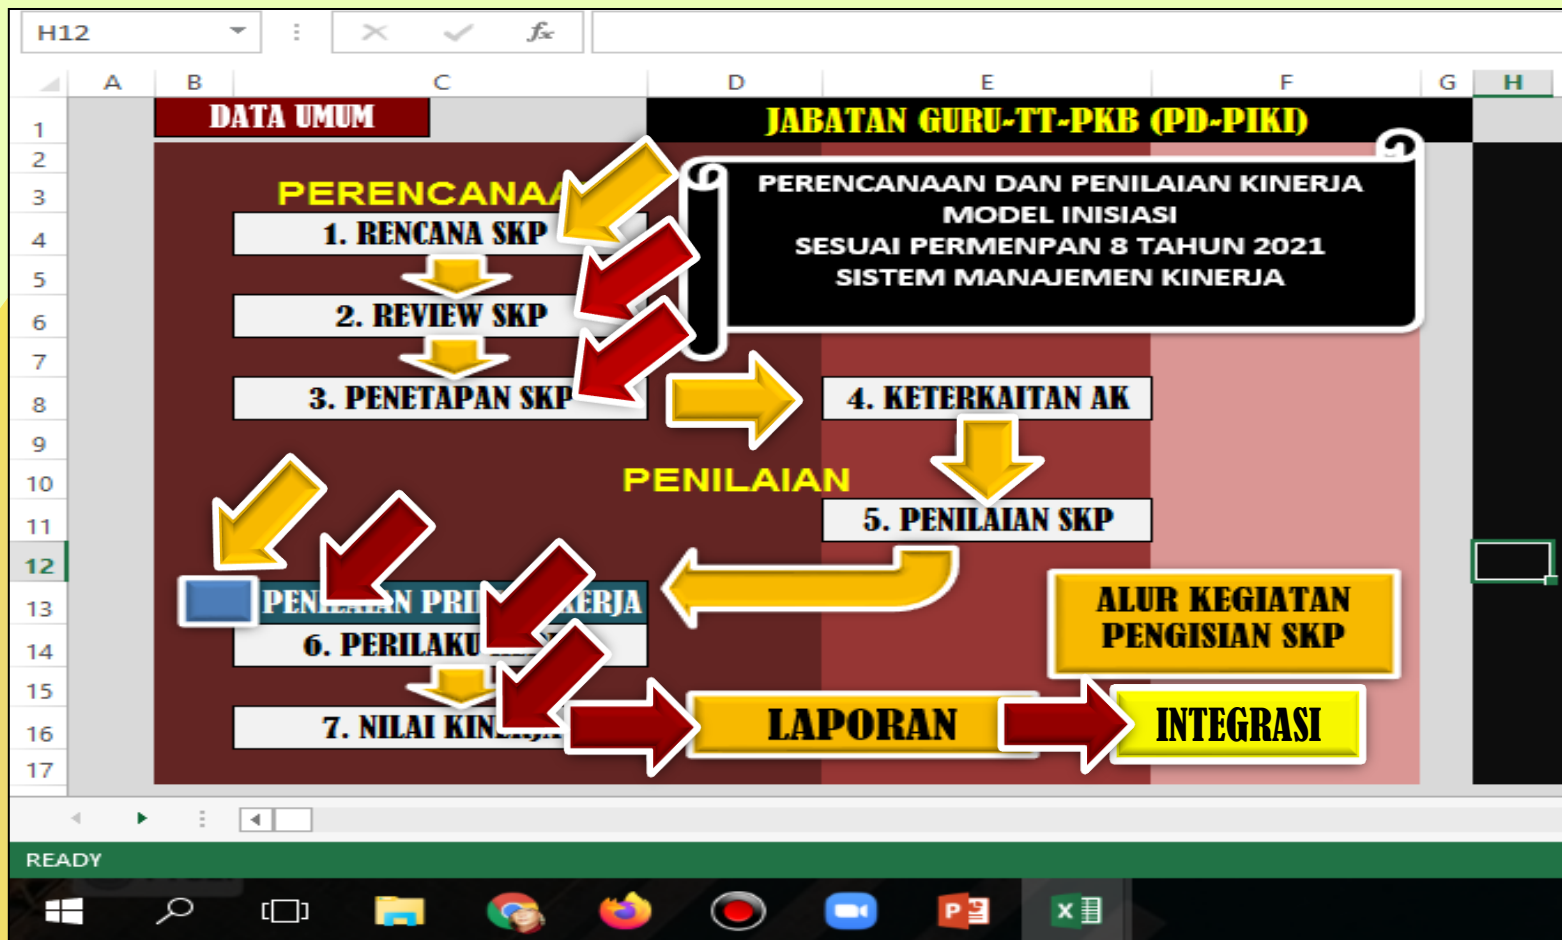 H12
fx
A B C D E F G H
1
2
3
4
5
6
7
8
9
10
11
12
13
14
15
16
17
DATA UMUM
JABATAN GURU-TT-PKB (PD-PIKI)
PERENCANAAN DAN PENILAIAN KINERJA
MODEL INISIASI
SESUAI PERMENPAN 8 TAHUN 2021
SISTEM MANAJEMEN KINERJA
1. RENCANA SKP
2. REVIEW SKP
3. PENETAPAN SKP
4. KETERKAITAN AK
PENILAIAN
5. PENILAIAN SKP
PENILAIAN
6. PERILAKU
7. NILAI
ALUR KEGIATAN
PENGISIAN SKP
LAPORAN
INTEGRASI
READY